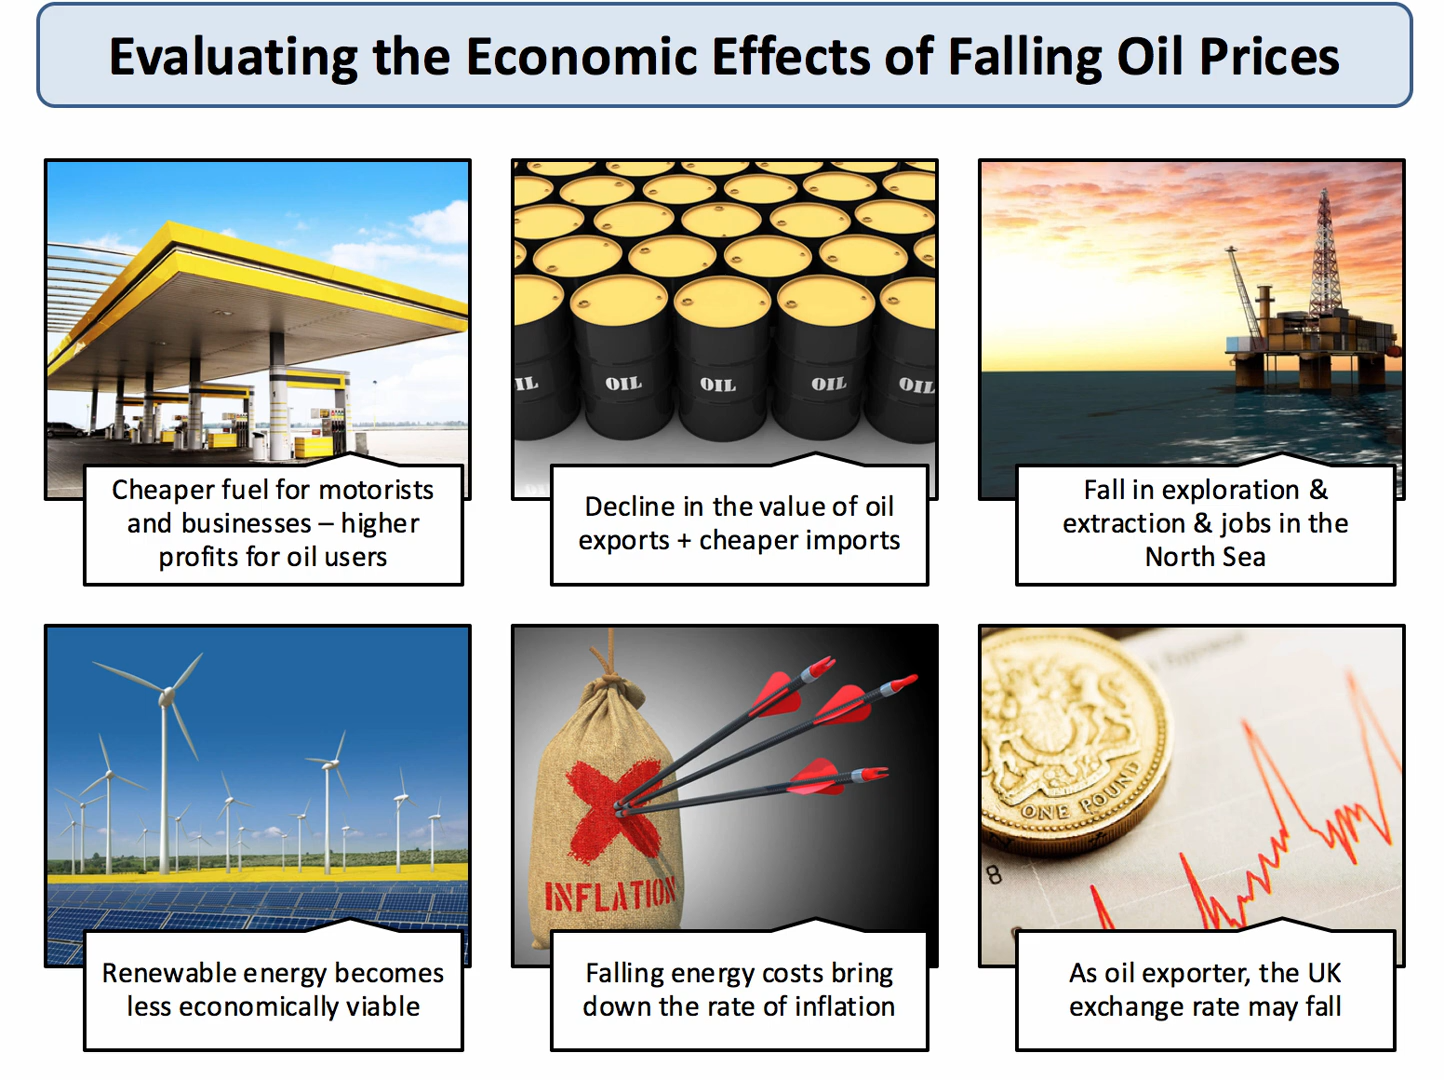 Evaluating the Economic Effects of Falling Oil Prices
IL
OIL
OIL
OIL
OIL
Cheaper fuel for motorists
and businesses – higher
profits for oil users
Decline in the value of oil
exports + cheaper imports
Fall in exploration &
extraction & jobs in the
North Sea
INFLATION
ONE POUND
8
Renewable energy becomes
less economically viable
Falling energy costs bring
down the rate of inflation
As oil exporter, the UK
exchange rate may fall